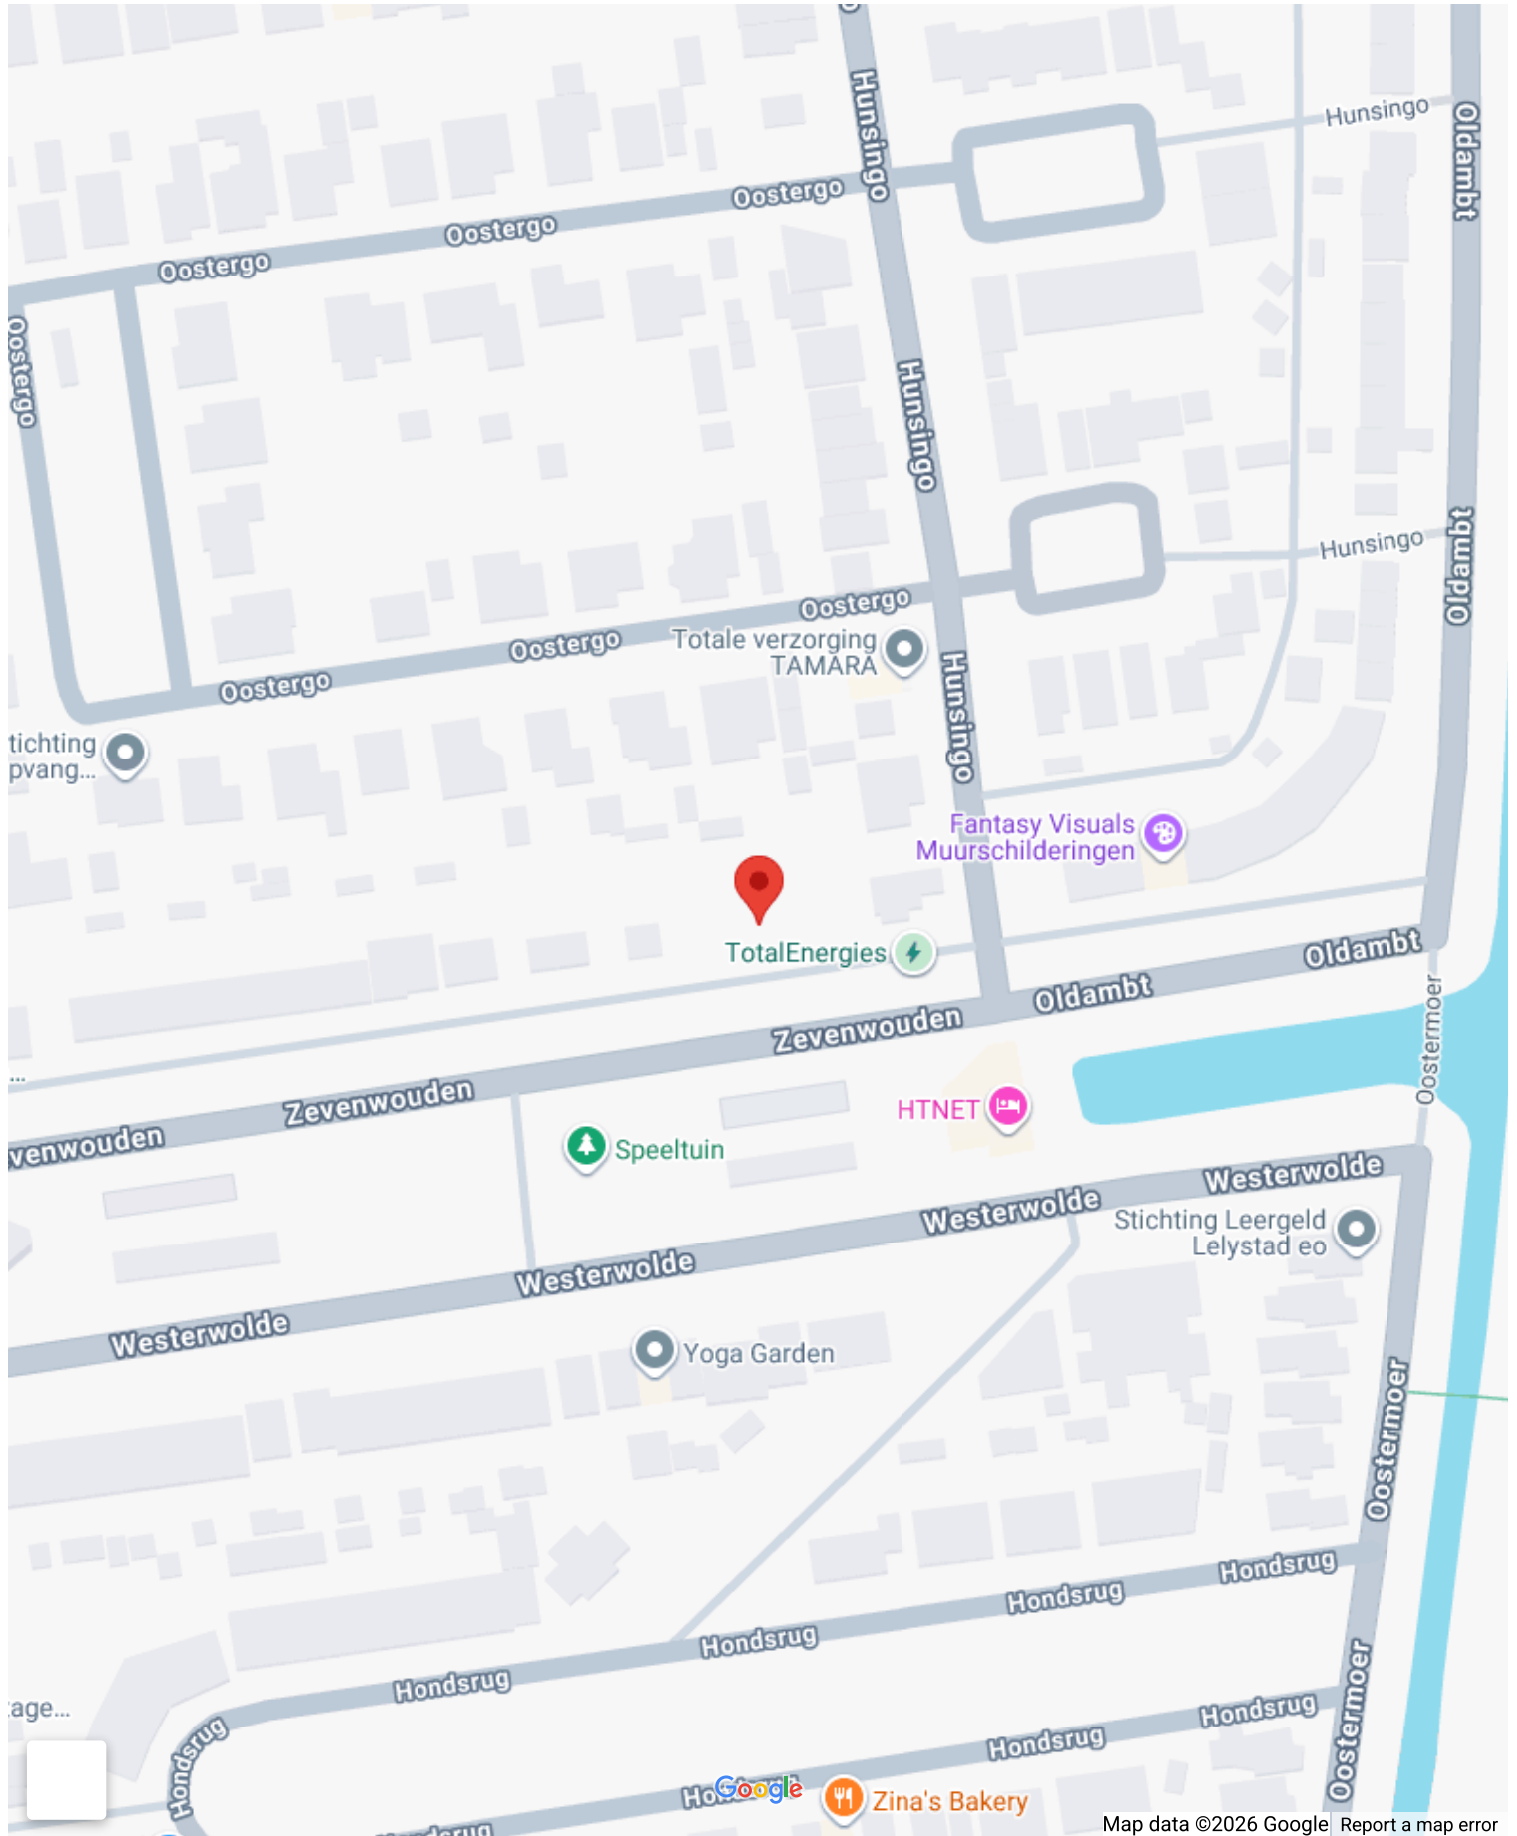 Hunsingo
Hunsingo
Oldambt
Oostergo
Oostergo
Oostergo
Oostergo
Hunsingo
Hunsingo
Oldambt
Oostergo
Oostergo
Oostergo
Totale verzorging
TAMARA
Hunsingo
tichting
pvang...
Fantasy Visuals
Muurschilderingen
TotalEnergies
Oldambt
Oldambt
Zevenwouden
Zevenwouden
venwouden
...
Oostermoer
HTNET
Speeltuin
Westerwolde
Westerwolde
Westerwolde
Westerwolde
Stichting Leergeld
Lelystad eo
Yoga Garden
Oostermoer
Hondsrug
Hondsrug
Hondsrug
Hondsrug
Oostermoer
tage...
Hondsrug
Hondsrug
Hondsrug
Google
Zina's Bakery
Map data ©2026 Google
Report a map error